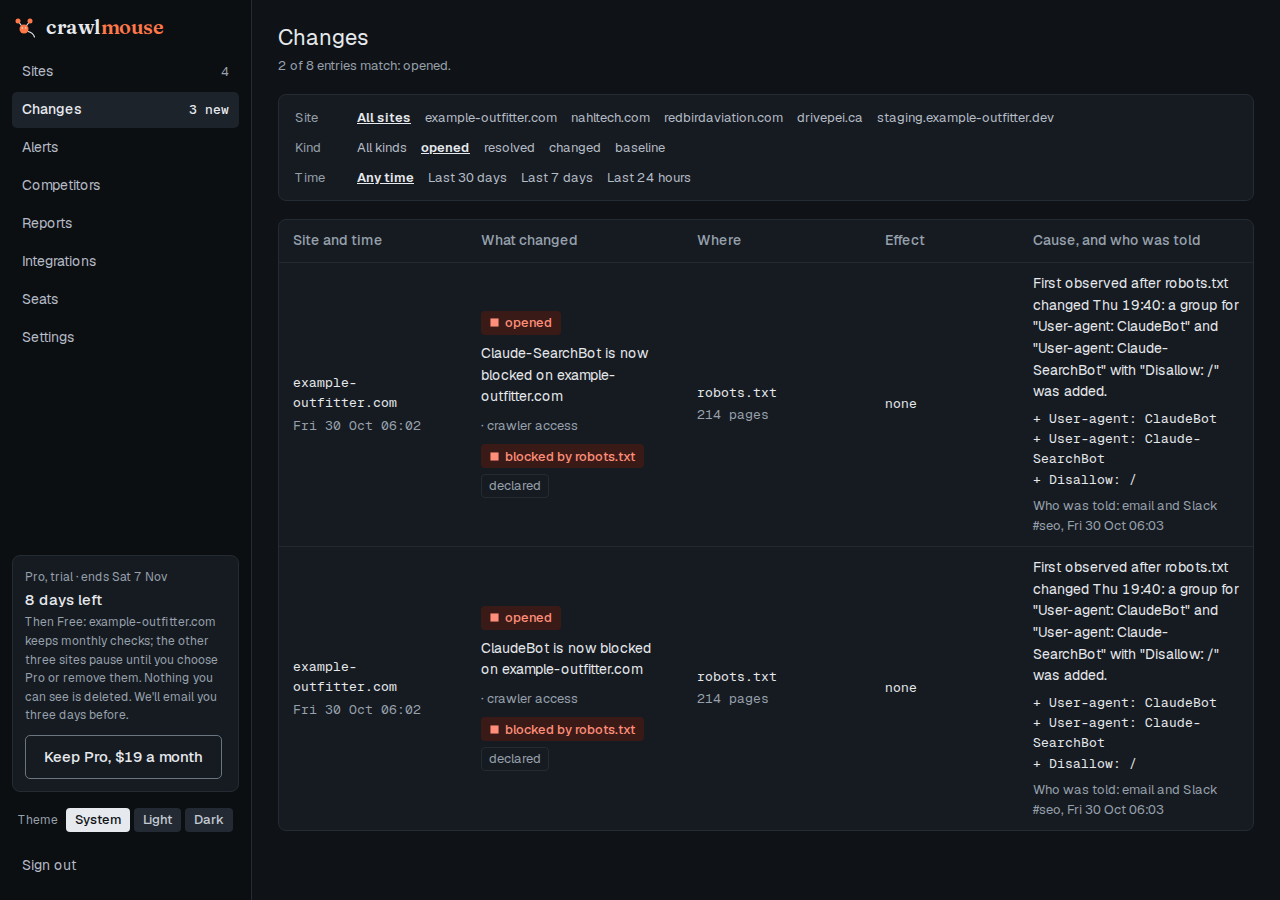 crawlmouse
Sites 4
Changes 3 new
Alerts
Competitors
Reports
Integrations
Seats
Settings
Pro, trial · ends Sat 7 Nov
8 days left
Then Free: example-outfitter.com
keeps monthly checks; the other
three sites pause until you choose
Pro or remove them. Nothing you
can see is deleted. We'll email you
three days before.
Keep Pro, $19 a month
Theme System Light Dark
Sign out
Changes
2 of 8 entries match: opened.
Site All sites example-outfitter.com nahltech.com redbirdaviation.com drivepei.ca staging.example-outfitter.dev
Kind All kinds opened resolved changed baseline
Time Any time Last 30 days Last 7 days Last 24 hours
Site and time What changed Where Effect Cause, and who was told
example-
outfitter.com
Fri 30 Oct 06:02
opened
Claude-SearchBot is now
blocked on example-
outfitter.com
· crawler access
blocked by robots.txt
declared
robots.txt
214 pages
none
First observed after robots.txt
changed Thu 19:40: a group for
"User-agent: ClaudeBot" and
"User-agent: Claude-
SearchBot" with "Disallow: /"
was added.
+ User-agent: ClaudeBot
+ User-agent: Claude-
SearchBot
+ Disallow: /
Who was told: email and Slack
#seo, Fri 30 Oct 06:03
example-
outfitter.com
Fri 30 Oct 06:02
opened
ClaudeBot is now blocked
on example-outfitter.com
· crawler access
blocked by robots.txt
declared
robots.txt
214 pages
none
First observed after robots.txt
changed Thu 19:40: a group for
"User-agent: ClaudeBot" and
"User-agent: Claude-
SearchBot" with "Disallow: /"
was added.
+ User-agent: ClaudeBot
+ User-agent: Claude-
SearchBot
+ Disallow: /
Who was told: email and Slack
#seo, Fri 30 Oct 06:03